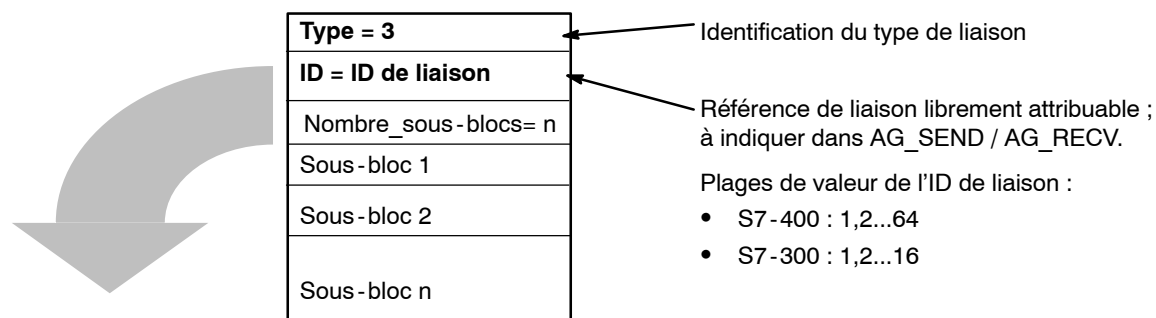 Type = 3
Identification du type de liaison
ID = ID de liaison
Référence de liaison librement attribuable ;
à indiquer dans AG_SEND / AG_RECV.
Nombre_sous-blocs= n
Sous-bloc 1
Plages de valeur de l'ID de liaison :
Sous-bloc 2
• S7-400 : 1,2...64
• S7-300 : 1,2...16
Sous-bloc n